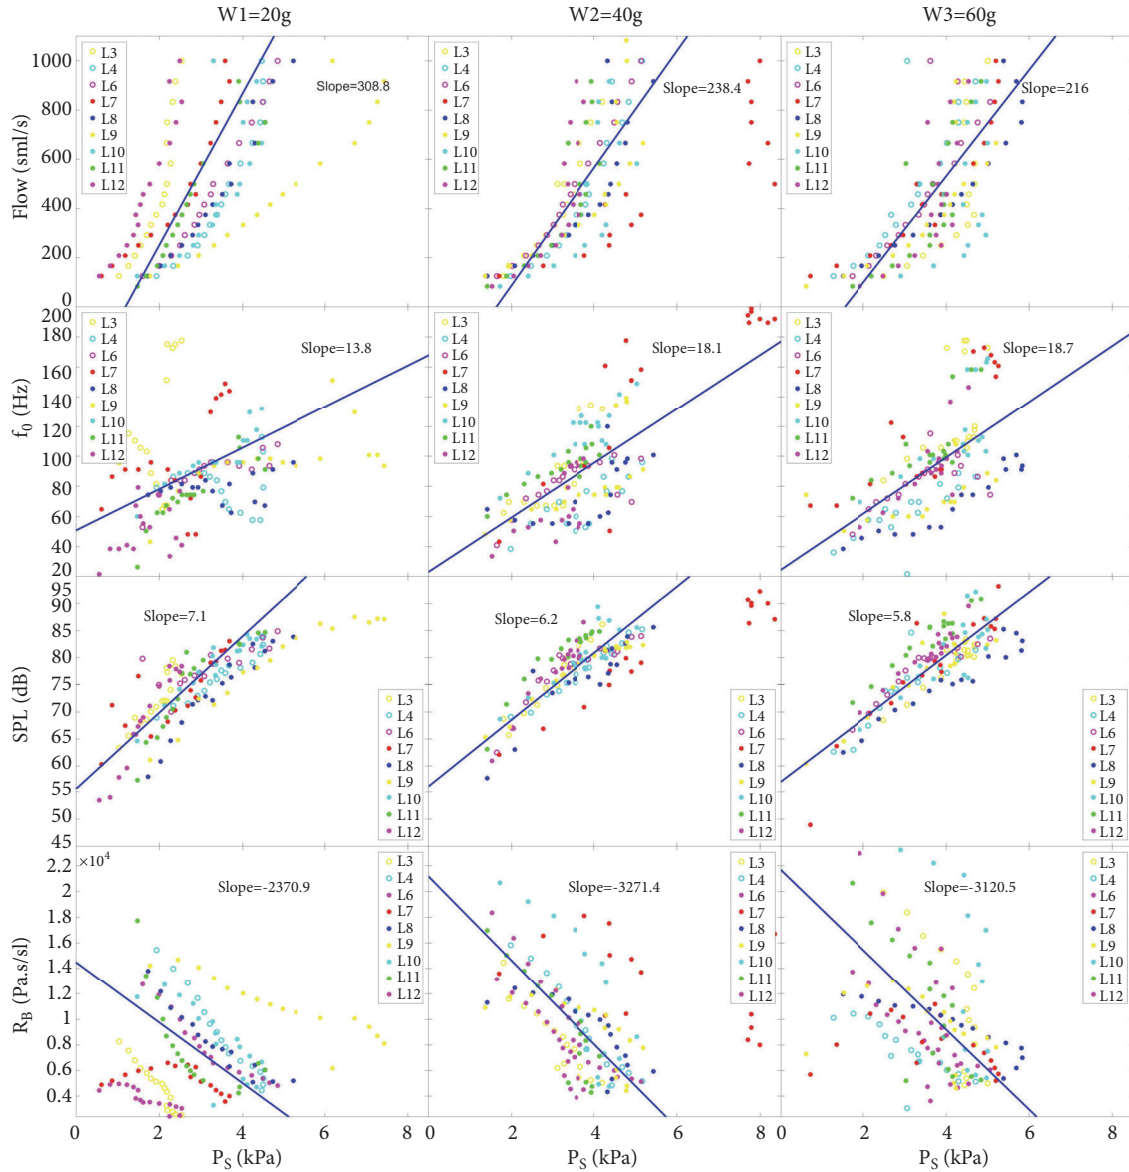 W1=20g W2=40g W3=60g
Flow (sml/s)
1000
800
600
400
200
0
L3
L4
L6
L7
L8
L9
L10
L11
L12
Slope=308.8
L3
L4
L6
L7
L8
L9
L10
L11
L12
Slope=238.4
L3
L4
L6
L7
L8
L9
L10
L11
L12
Slope=216
f0 (Hz)
200
180
160
140
120
100
80
60
40
20
L3
L4
L6
L7
L8
L9
L10
L11
L12
Slope=13.8
L3
L4
L6
L7
L8
L9
L10
L11
L12
Slope=18.1
L3
L4
L6
L7
L8
L9
L10
L11
L12
Slope=18.7
SPL (dB)
95
90
85
80
75
70
65
60
55
50
45
Slope=7.1
L3
L4
L6
L7
L8
L9
L10
L11
L12
Slope=6.2
L3
L4
L6
L7
L8
L9
L10
L11
L12
Slope=5.8
L3
L4
L6
L7
L8
L9
L10
L11
L12
RB (Pa.s/sl)
×10⁴
2.2
2
1.8
1.6
1.4
1.2
1
0.8
0.6
0.4
Slope=-2370.9
L3
L4
L6
L7
L8
L9
L10
L11
L12
Slope=-3271.4
L3
L4
L6
L7
L8
L9
L10
L11
L12
Slope=-3120.5
L3
L4
L6
L7
L8
L9
L10
L11
L12
0 2 4 6 8 0 2 4 6 8 0 2 4 6 8
PS (kPa) PS (kPa) PS (kPa)